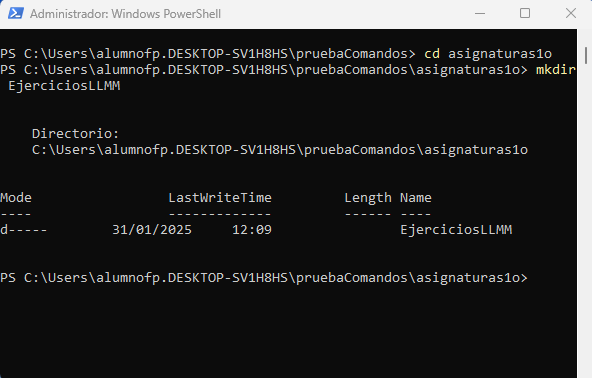 Administrador: Windows PowerShell
PS C:\Users\alumnofp.DESKTOP-SV1H8HS\pruebaComandos> cd asignaturas1o
PS C:\Users\alumnofp.DESKTOP-SV1H8HS\pruebaComandos\asignaturas1o> mkdir
EjerciciosLLMM
Directorio:
C:\Users\alumnofp.DESKTOP-SV1H8HS\pruebaComandos\asignaturas1o
Mode LastWriteTime Length Name
---- ------------- ------ ----
d----- 31/01/2025 12:09 EjerciciosLLMM
PS C:\Users\alumnofp.DESKTOP-SV1H8HS\pruebaComandos\asignaturas1o>